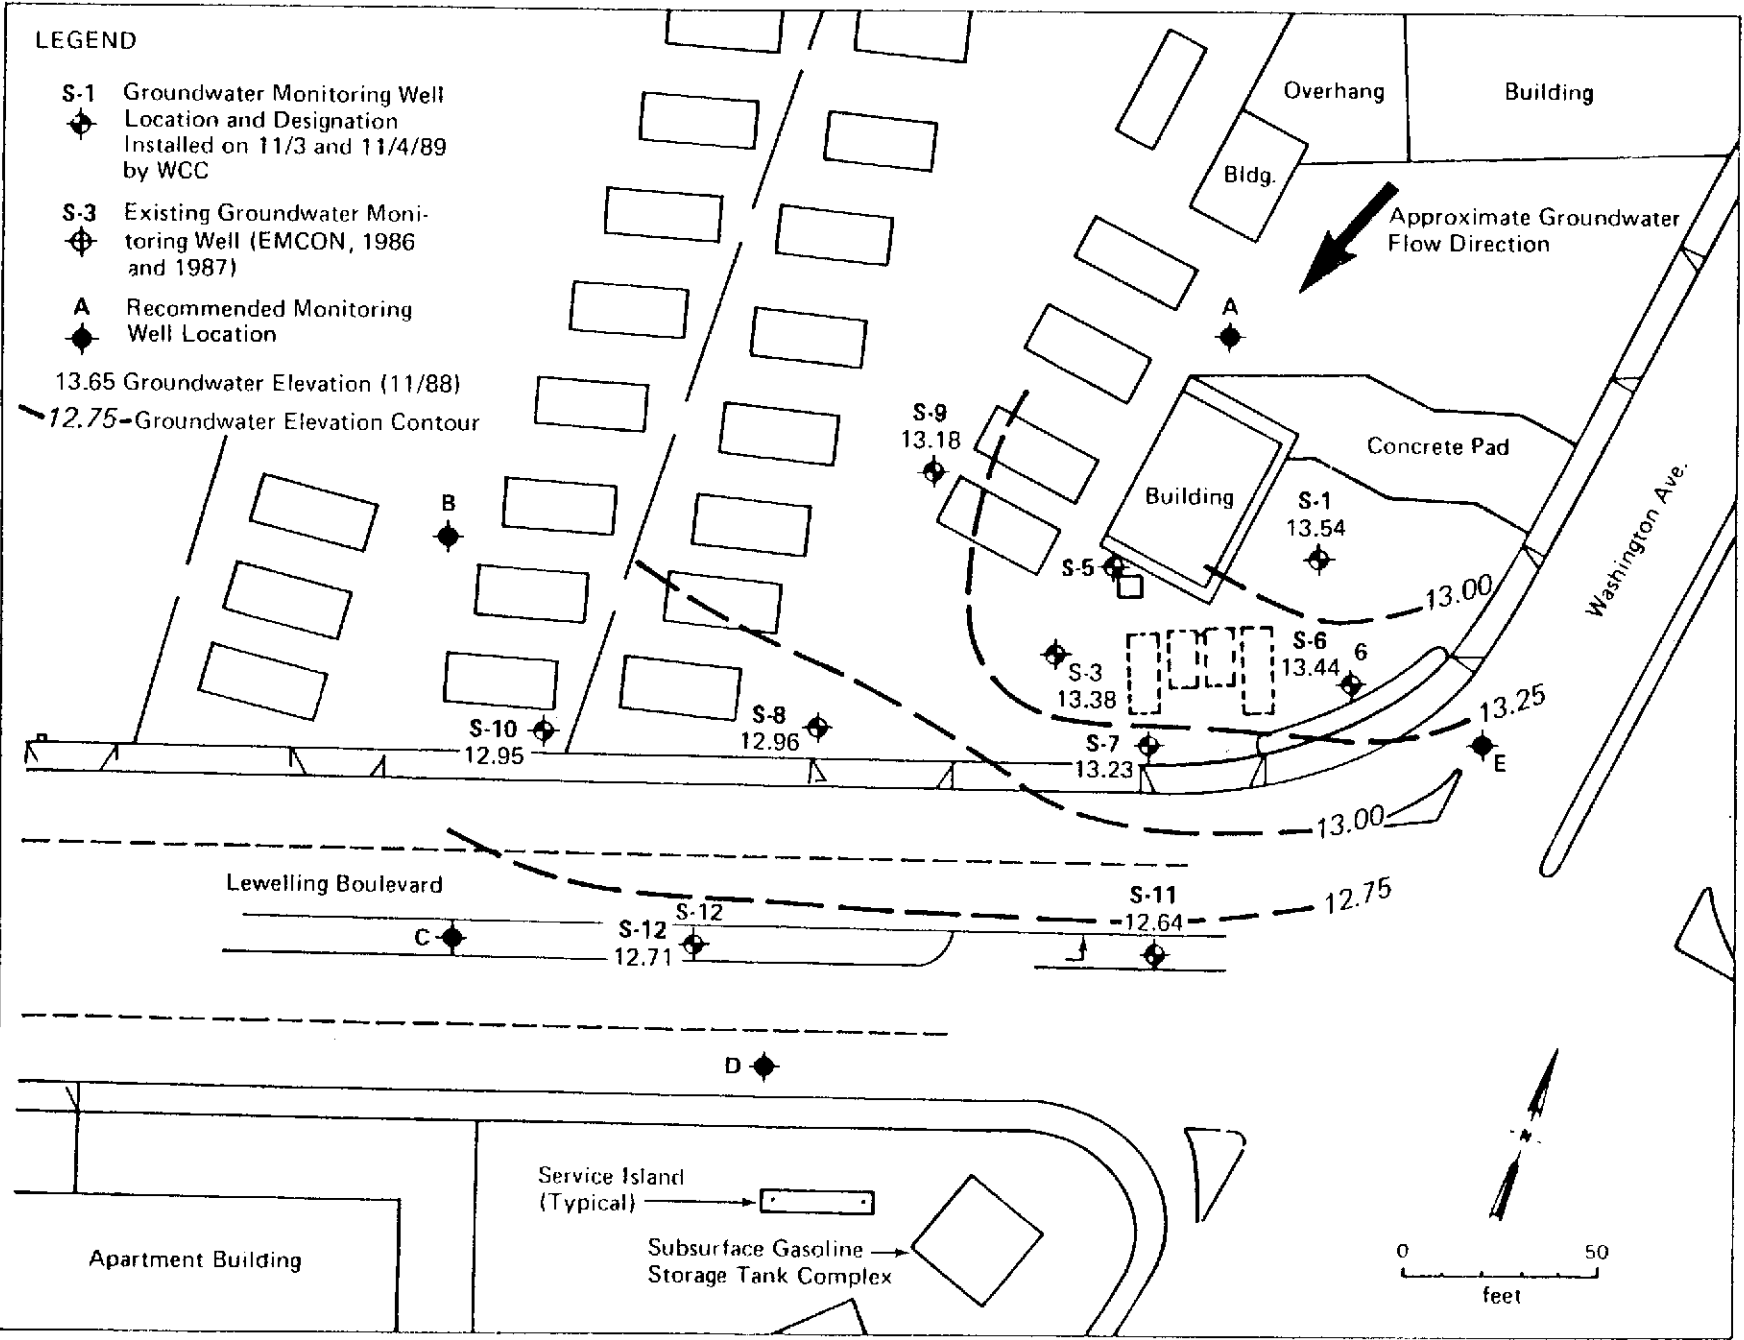 LEGEND
S-1 Groundwater Monitoring Well
Location and Designation
Installed on 11/3 and 11/4/89
by WCC
S-3 Existing Groundwater Moni-
toring Well (EMCON, 1986
and 1987)
A Recommended Monitoring
Well Location
13.65 Groundwater Elevation (11/88)
12.75-Groundwater Elevation Contour
Overhang
Building
Bldg.
Approximate Groundwater
Flow Direction
A
S-9
13.18
Concrete Pad
Building
S-1
13.54
B
S-5
Washington Ave.
13.00
S-6
13.44
6
S-3
13.38
13.25
S-10
12.95
S-8
12.96
S-7
13.23
E
13.00
Lewelling Boulevard
12.75
S-11
12.64
S-12
S-12
12.71
C
D
N
Service Island
(Typical)
Subsurface Gasoline
Storage Tank Complex
Apartment Building
0 50
feet